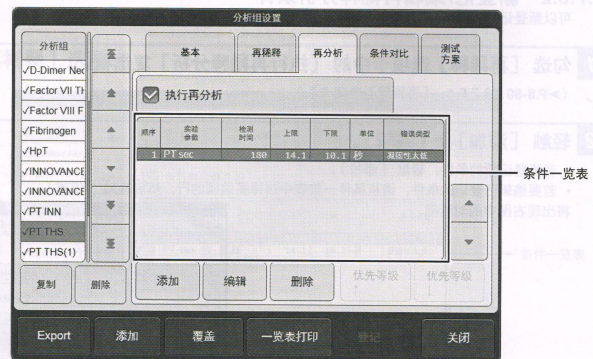 分析组设置
分析组
√D-Dimer Nec
√Factor VII TH
√Factor VIII F
√Fibrinogen
√HpT
√INNOVANCE
√INNOVANCE
√PT INN
√PT THS
√PT THS(1)
复制
删除
基本
再稀释
再分析
条件对比
测试方案
执行再分析
顺序 实验参数 检测时间 上限 下限 单位 错误类型
1 PT sec 180 14.1 10.1 秒 凝固性太低
条件一览表
添加
编辑
删除
优先等级
优先等级
Export
添加
覆盖
一览表打印
登记
关闭